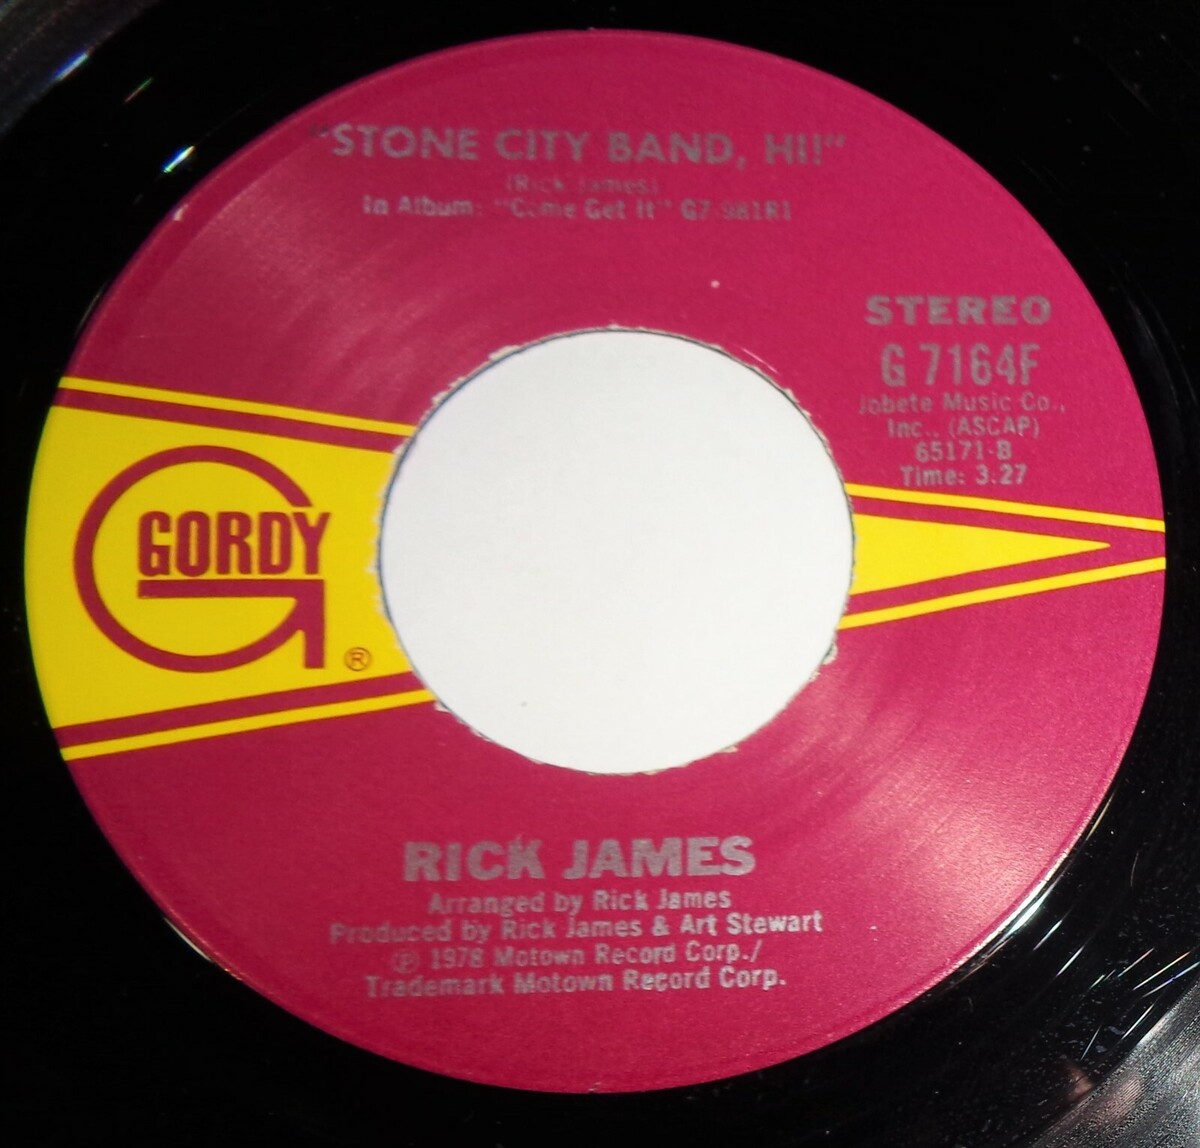 "STONE CITY BAND, HI!"
(Rick James)
In Album: "Come Get It" G7-981R1
STEREO
G 7164F
Jobete Music Co.,
Inc., (ASCAP)
65171-B
Time: 3.27
GORDY
®
RICK JAMES
Arranged by Rick James
Produced by Rick James & Art Stewart
℗ 1978 Motown Record Corp./
Trademark Motown Record Corp.